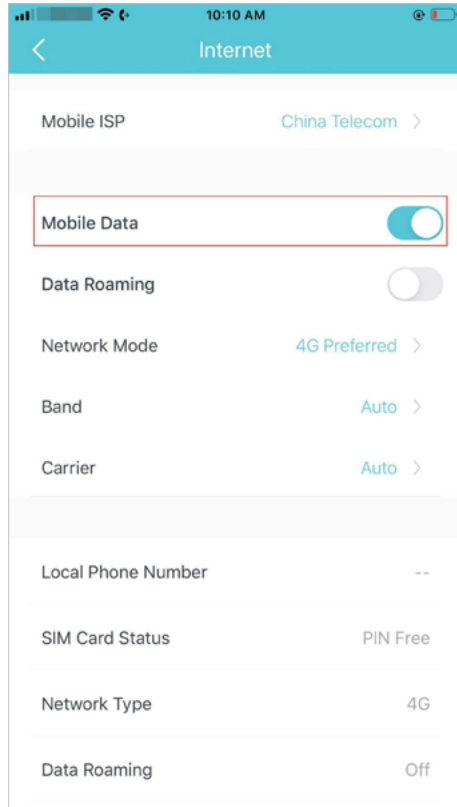 10:10 AM
Internet
Mobile ISP China Telecom
Mobile Data
Data Roaming
Network Mode 4G Preferred
Band Auto
Carrier Auto
Local Phone Number --
SIM Card Status PIN Free
Network Type 4G
Data Roaming Off